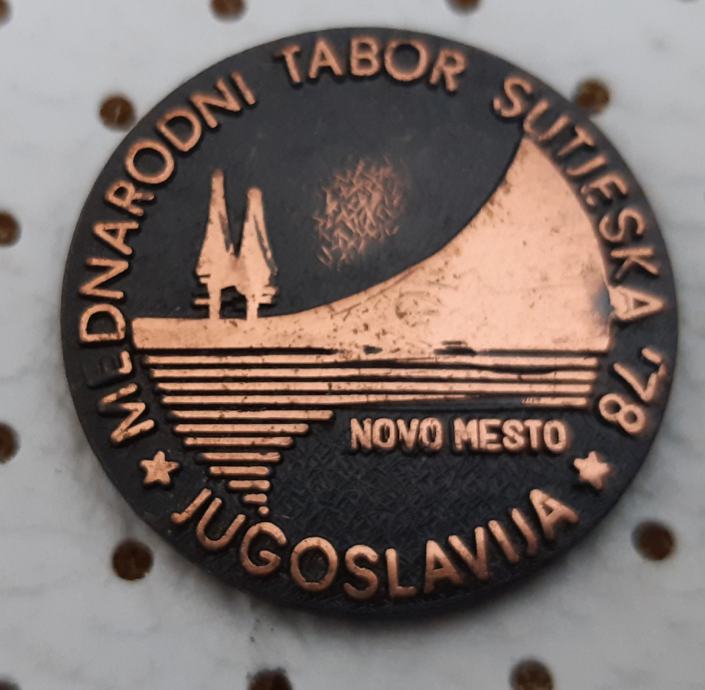 MEDNARODNI TABOR SUTJESKA '78
NOVO MESTO
JUGOSLAVIJA